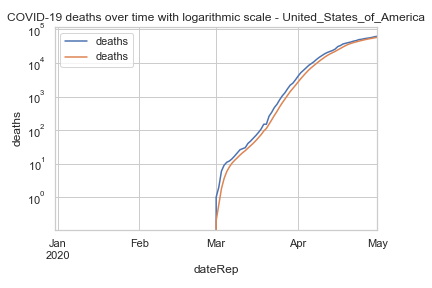 COVID-19 deaths over time with logarithmic scale - United_States_of_America
deaths
deaths
10⁵
10⁴
10³
10²
10¹
10⁰
deaths
Jan
2020
Feb
Mar
Apr
May
dateRep